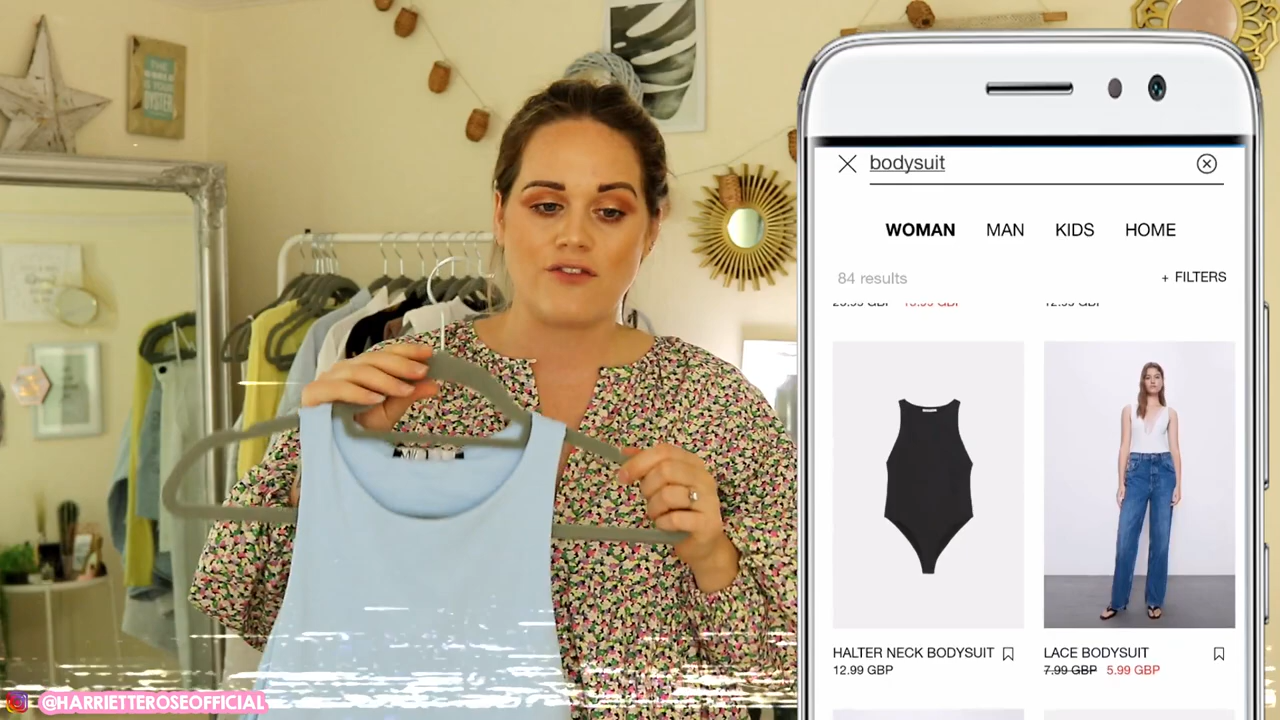 bodysuit
WOMAN MAN KIDS HOME
84 results
+ FILTERS
HALTER NECK BODYSUIT
12.99 GBP
LACE BODYSUIT
7.99 GBP 5.99 GBP
@HARRIETTEROSEOFFICIAL
OYSTER